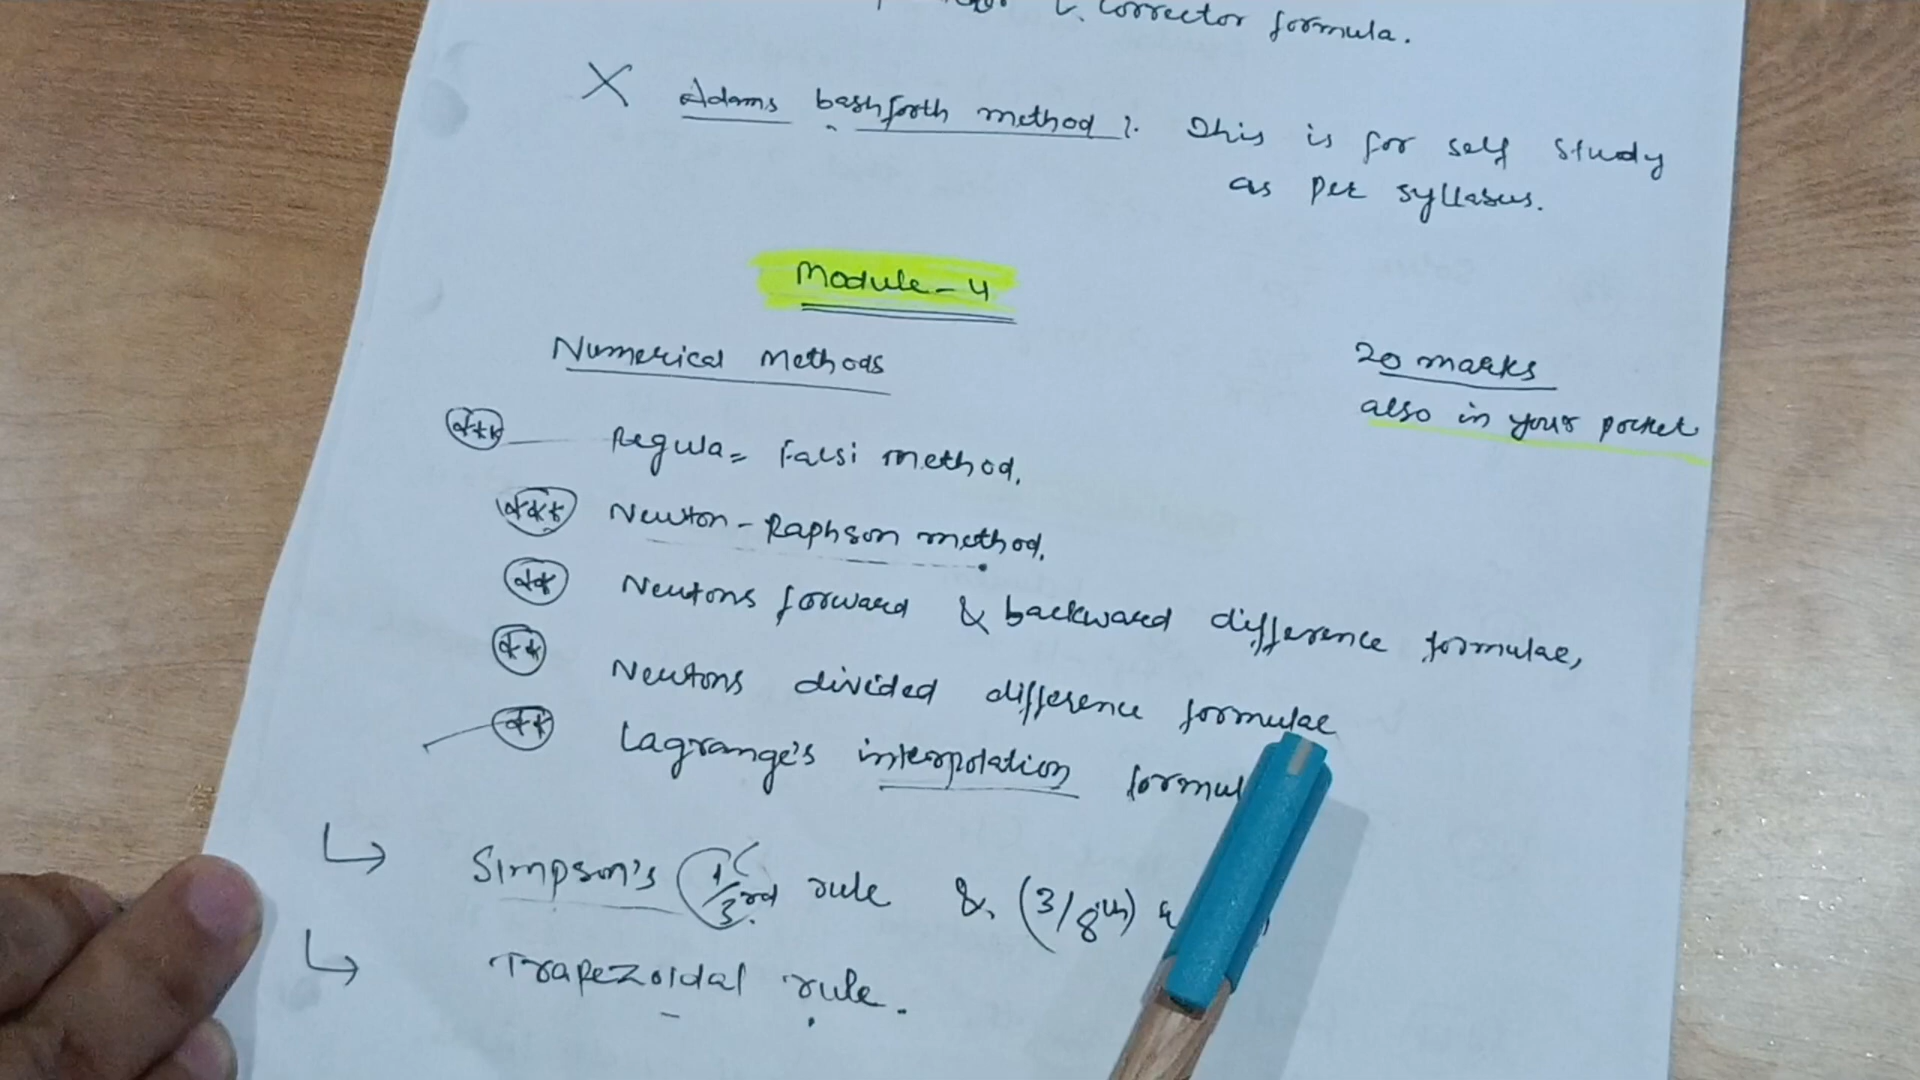 & Corrector formula.
X Adams bashforth method : This is for self study
as per syllabus.
Module - 4
Numerical Methods
20 marks
also in your pocket
*** Regula= Falsi method,
*** Newton - Raphson method,
** Newtons forward & backward difference formulae,
** Newtons divided difference formulae
** Lagrange's interpolation formul
↳ Simpson's (1/3rd rule & (3/8th)
↳ Trapezoidal rule.